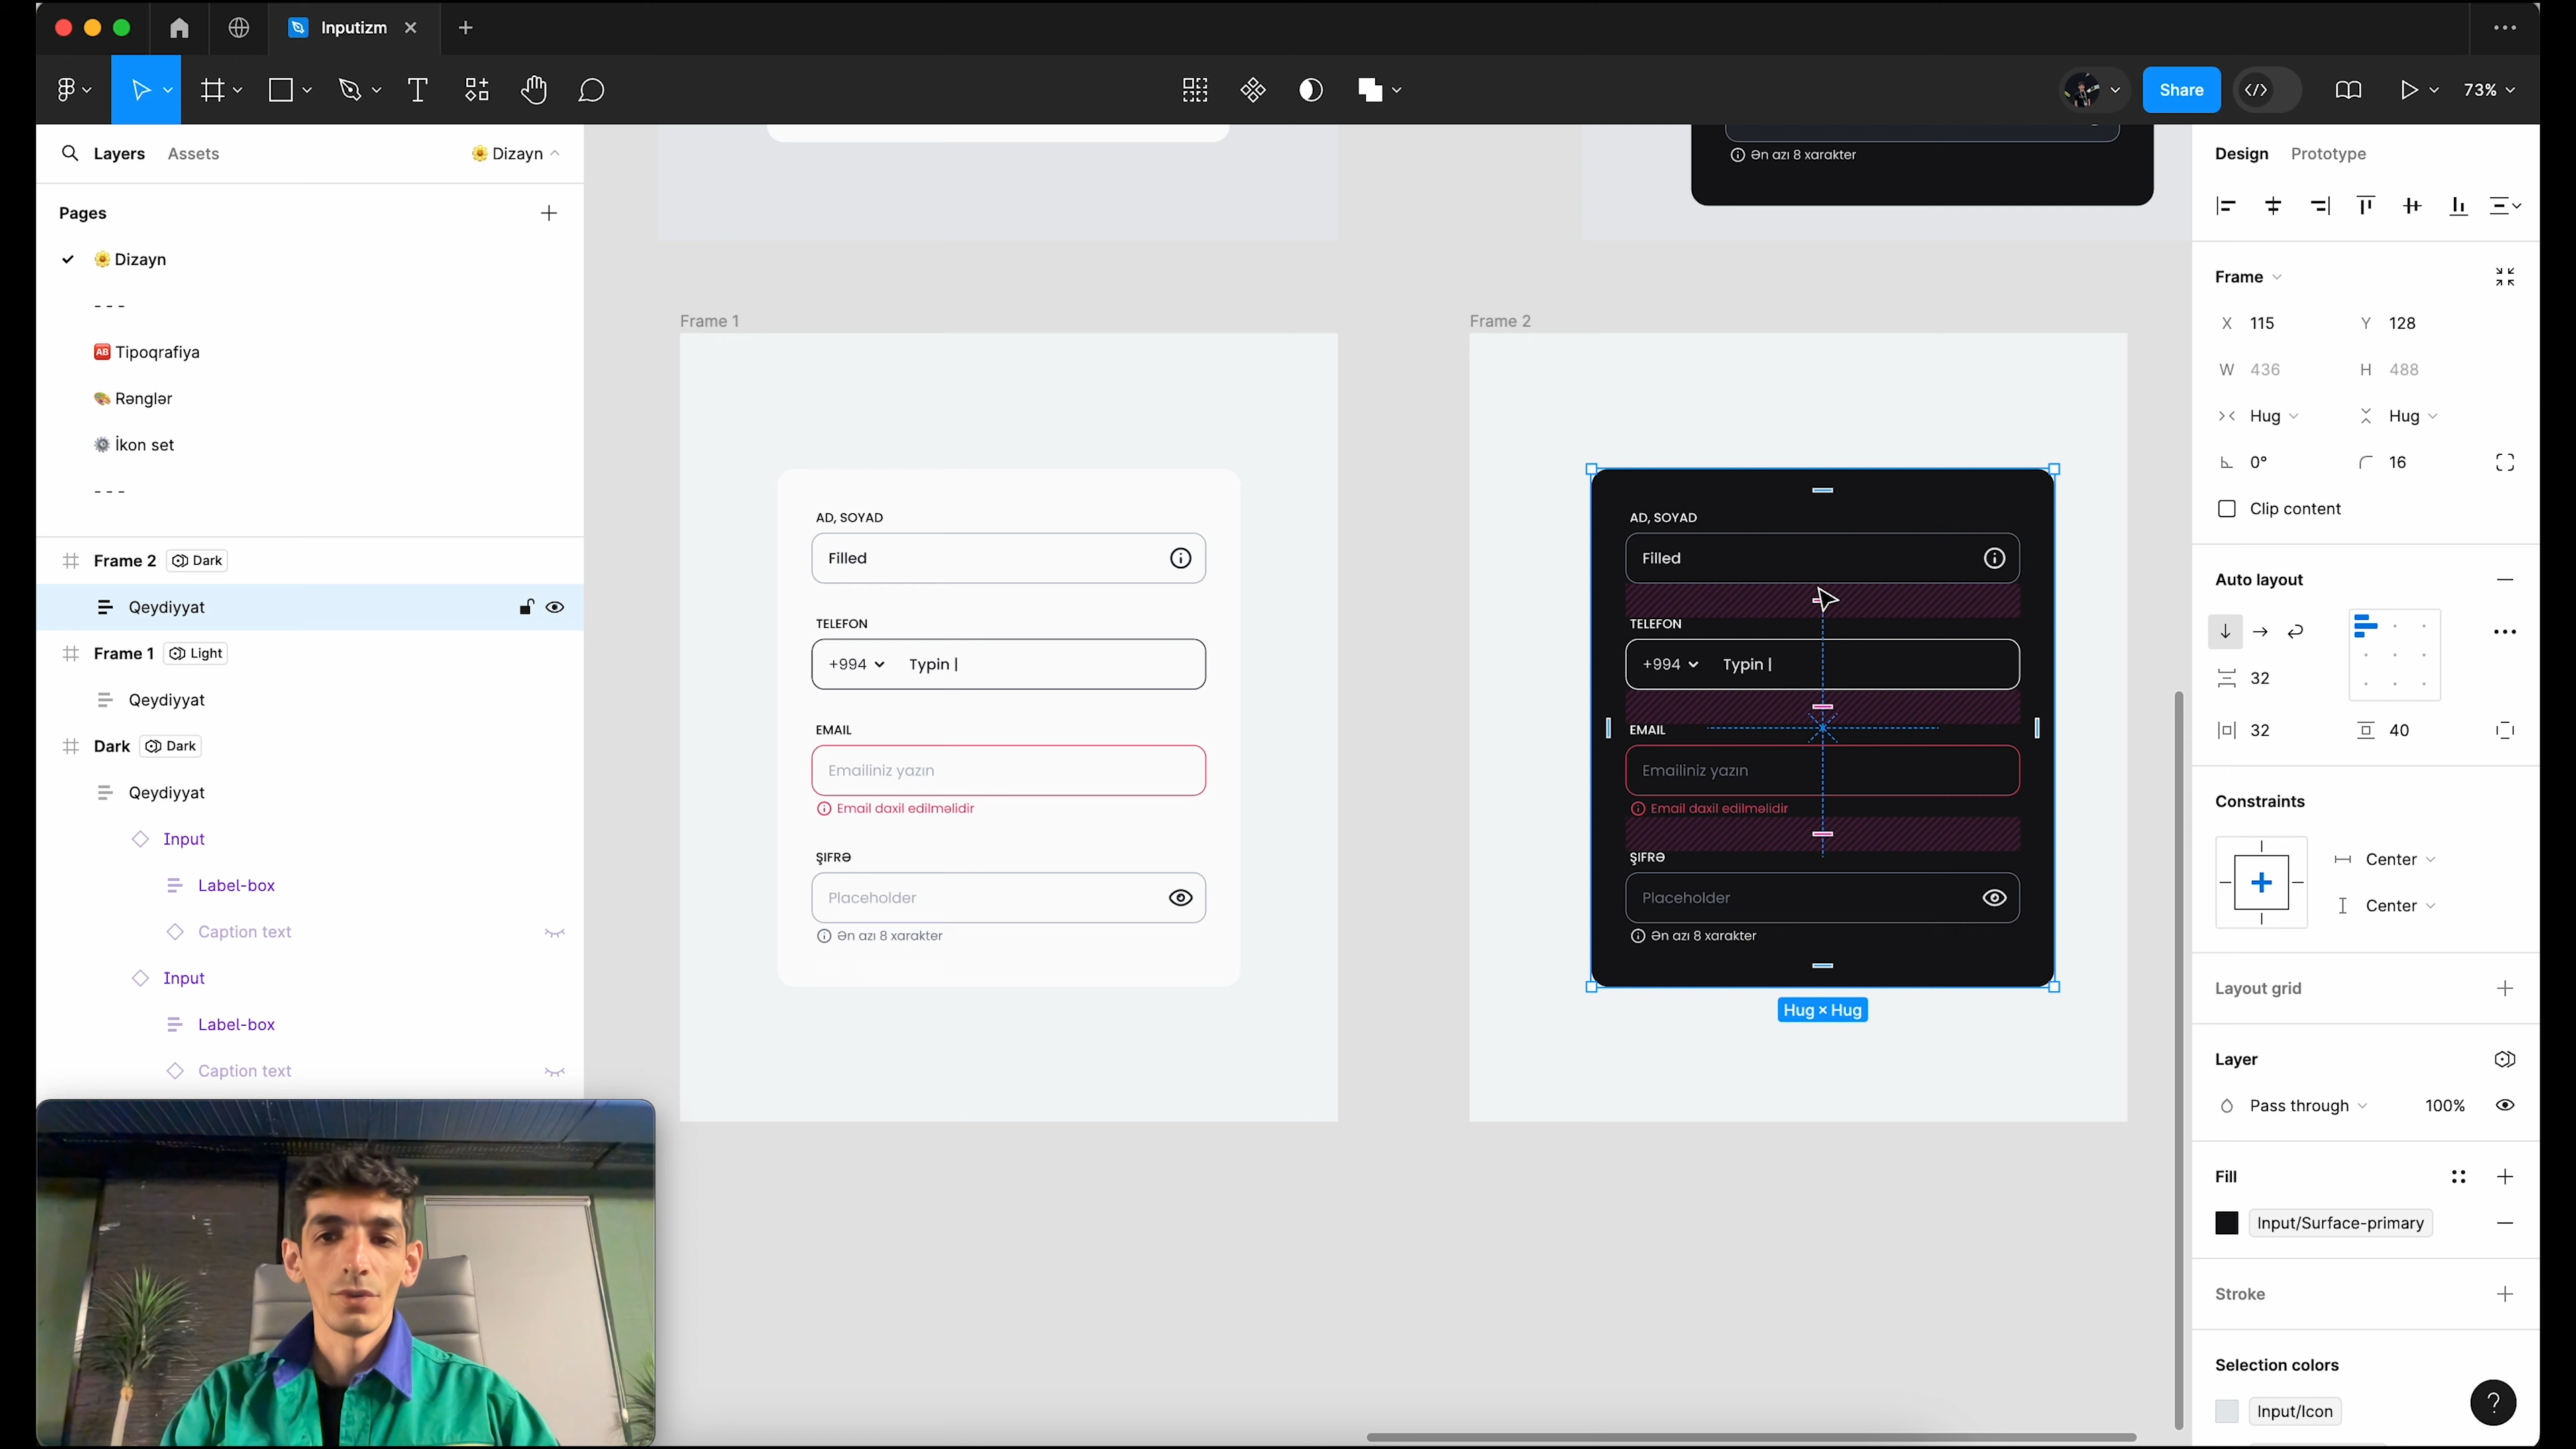 Inputizm
Share
73%
Layers
Assets
🌼 Dizayn
Pages
🌼 Dizayn
- - -
🆎 Tipoqrafiya
🎨 Rənglər
⚙️ İkon set
- - -
Frame 2
Dark
Qeydiyyat
Frame 1
Light
Qeydiyyat
Dark
Dark
Qeydiyyat
Input
Label-box
Caption text
Input
Label-box
Caption text
Ən azı 8 xarakter
Frame 1
AD, SOYAD
Filled
TELEFON
+994
Typin |
EMAIL
Emailiniz yazın
Email daxil edilməlidir
ŞIFRƏ
Placeholder
Ən azı 8 xarakter
Frame 2
AD, SOYAD
Filled
TELEFON
+994
Typin |
EMAIL
Emailiniz yazın
Email daxil edilməlidir
ŞIFRƏ
Placeholder
Ən azı 8 xarakter
Hug × Hug
Design
Prototype
Frame
X 115
Y 128
W 436
H 488
Hug
Hug
0°
16
Clip content
Auto layout
32
32
40
Constraints
Center
Center
Layout grid
Layer
Pass through
100%
Fill
Input/Surface-primary
Stroke
Selection colors
Input/Icon
?